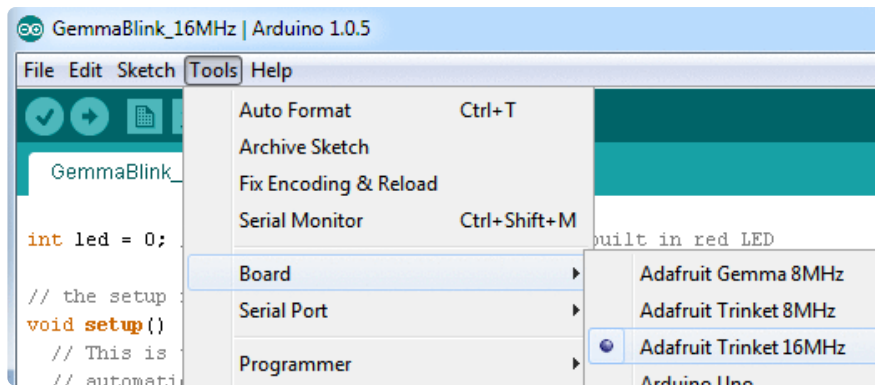 GemmaBlink_16MHz | Arduino 1.0.5
File Edit Sketch Tools Help
Auto Format Ctrl+T
Archive Sketch
GemmaBlink_
Fix Encoding & Reload
Serial Monitor Ctrl+Shift+M
int led = 0; built in red LED
Board Adafruit Gemma 8MHz
// the setup
Serial Port Adafruit Trinket 8MHz
void setup()
Adafruit Trinket 16MHz
// This is
Programmer
// automati
Arduino Uno